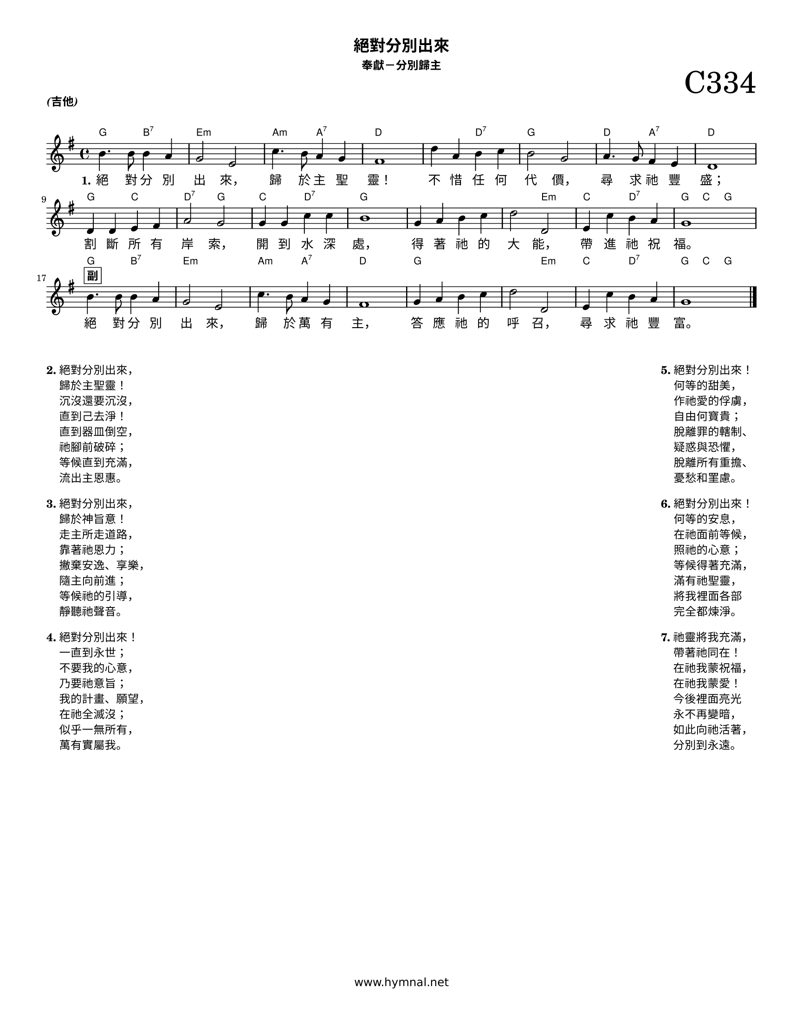 絕對分別出來
奉獻－分別歸主
C334
(吉他)
G B7 Em Am A7 D D7 G D A7 D
1. 絕 對分 別 出 來， 歸 於主 聖 靈！ 不 惜 任 何 代 價， 尋 求祂 豐 盛；
9 G C D7 G C D7 G Em C D7 G C G
割 斷 所 有 岸 索， 開 到 水 深 處， 得 著 祂 的 大 能， 帶 進 祂 祝 福。
G B7 Em Am A7 D G Em C D7 G C G
17 副
絕 對分 別 出 來， 歸 於萬 有 主， 答 應 祂 的 呼 召， 尋 求 祂 豐 富。
2. 絕對分別出來，
歸於主聖靈！
沉沒還要沉沒，
直到己去淨！
直到器皿倒空，
祂腳前破碎；
等候直到充滿，
流出主恩惠。
3. 絕對分別出來，
歸於神旨意！
走主所走道路，
靠著祂恩力；
撇棄安逸、享樂，
隨主向前進；
等候祂的引導，
靜聽祂聲音。
4. 絕對分別出來！
一直到永世；
不要我的心意，
乃要祂意旨；
我的計畫、願望，
在祂全滅沒；
似乎一無所有，
萬有實屬我。
5. 絕對分別出來！
何等的甜美，
作祂愛的俘虜，
自由何寶貴；
脫離罪的轄制、
疑惑與恐懼，
脫離所有重擔、
憂愁和罣慮。
6. 絕對分別出來！
何等的安息，
在祂面前等候，
照祂的心意；
等候得著充滿，
滿有祂聖靈，
將我裡面各部
完全都煉淨。
7. 祂靈將我充滿，
帶著祂同在！
在祂我蒙祝福，
在祂我蒙愛！
今後裡面亮光
永不再變暗，
如此向祂活著，
分別到永遠。
www.hymnal.net